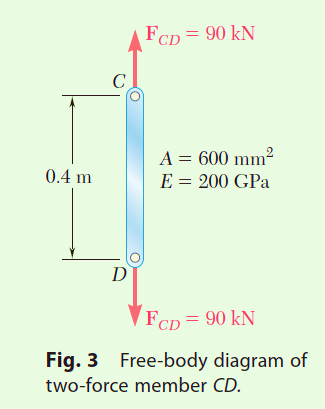 F_CD = 90 kN
C
A = 600 mm²
0.4 m
E = 200 GPa
D
F_CD = 90 kN
Fig. 3 Free-body diagram of
two-force member CD.